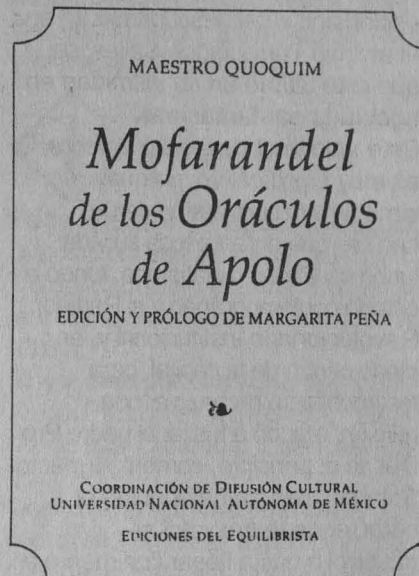 MAESTRO QUOQUIM
Mofarandel
de los Oráculos
de Apolo
EDICIÓN Y PRÓLOGO DE MARGARITA PEÑA
COORDINACIÓN DE DIFUSIÓN CULTURAL
UNIVERSIDAD NACIONAL AUTÓNOMA DE MÉXICO
EDICIONES DEL EQUILIBRISTA